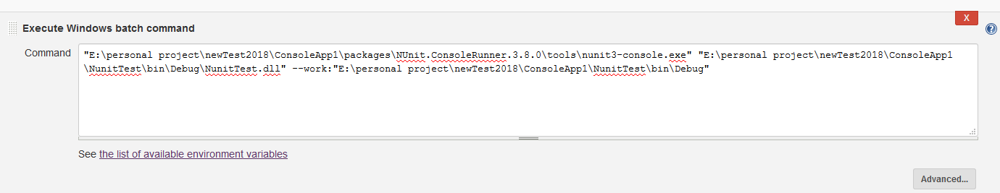 X
Execute Windows batch command
?
Command
"E:\personal project\newTest2018\ConsoleApp1\packages\NUnit.ConsoleRunner.3.8.0\tools\nunit3-console.exe" "E:\personal project\newTest2018\ConsoleApp1
\NunitTest\bin\Debug\NunitTest.dll" --work:"E:\personal project\newTest2018\ConsoleApp1\NunitTest\bin\Debug"
See the list of available environment variables
Advanced...